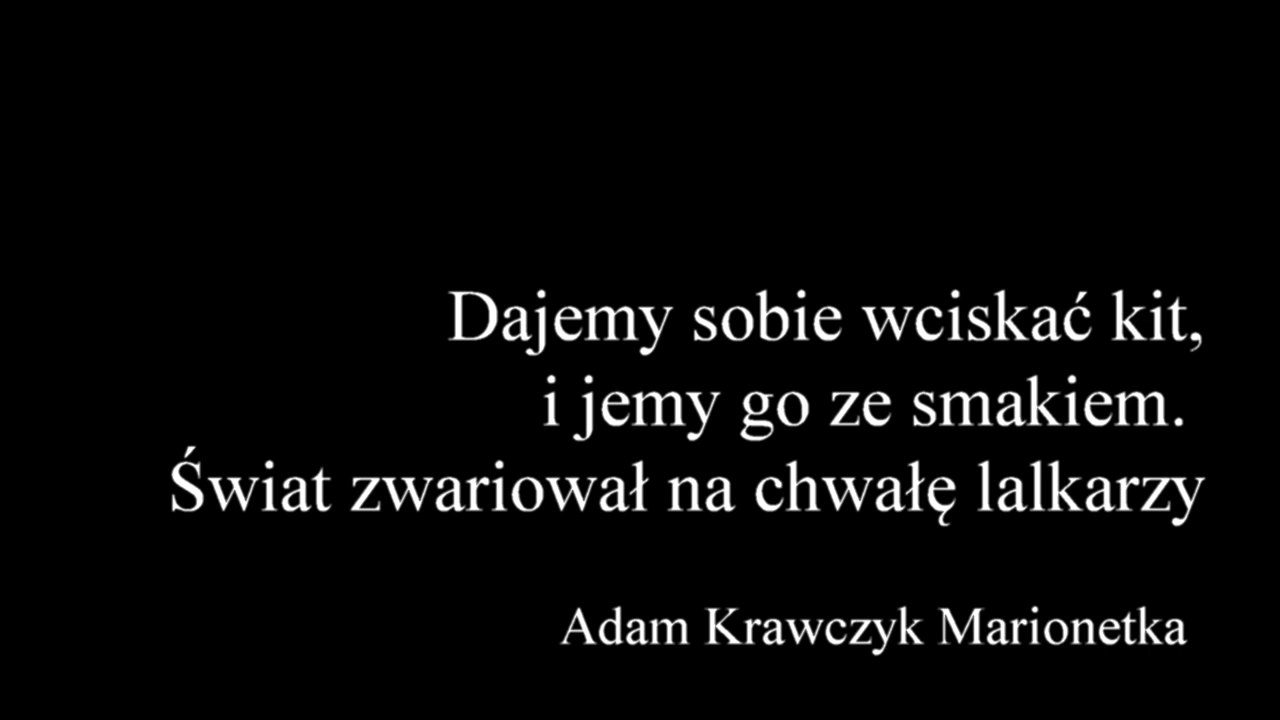 Dajemy sobie wciskać kit,
i jemy go ze smakiem.
Świat zwariował na chwałę lalkarzy
Adam Krawczyk Marionetka